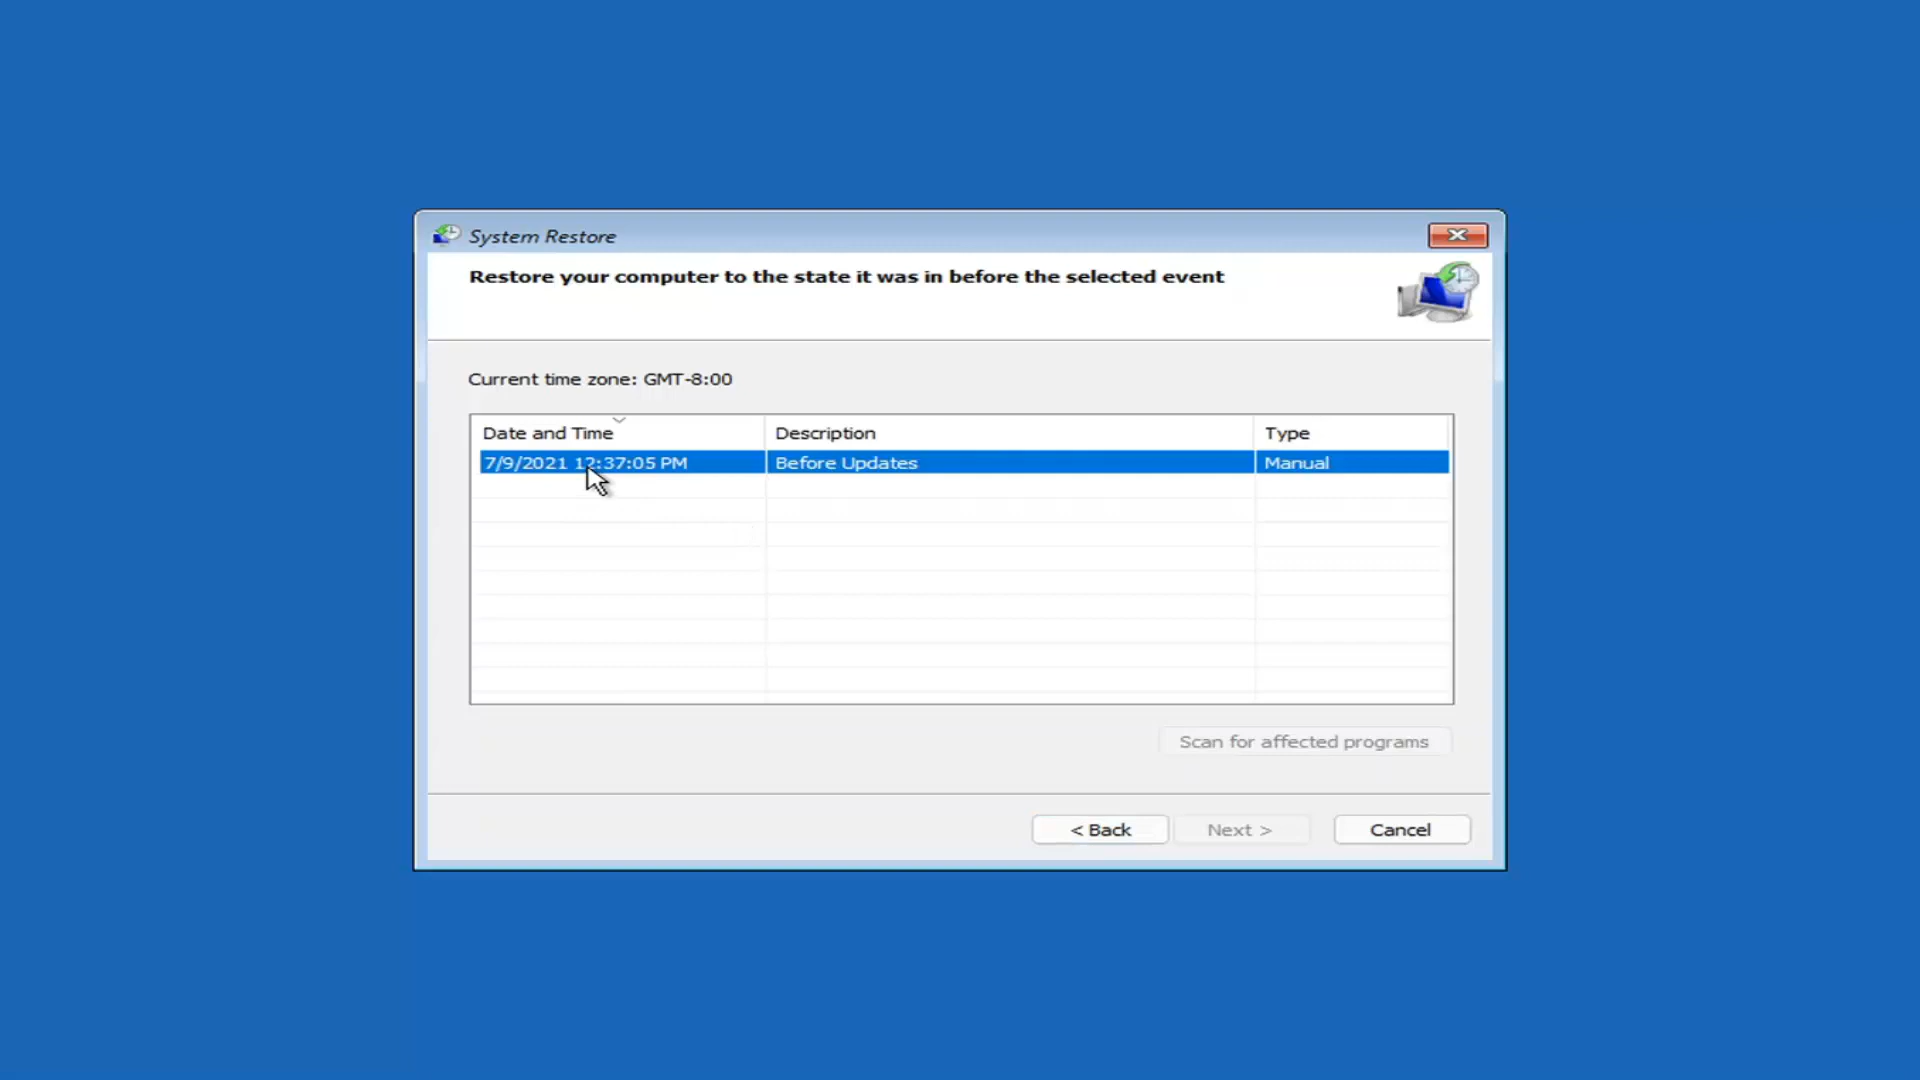 System Restore
Restore your computer to the state it was in before the selected event
Current time zone: GMT-8:00
Date and Time Description Type
7/9/2021 12:37:05 PM Before Updates Manual
Scan for affected programs
< Back Next > Cancel